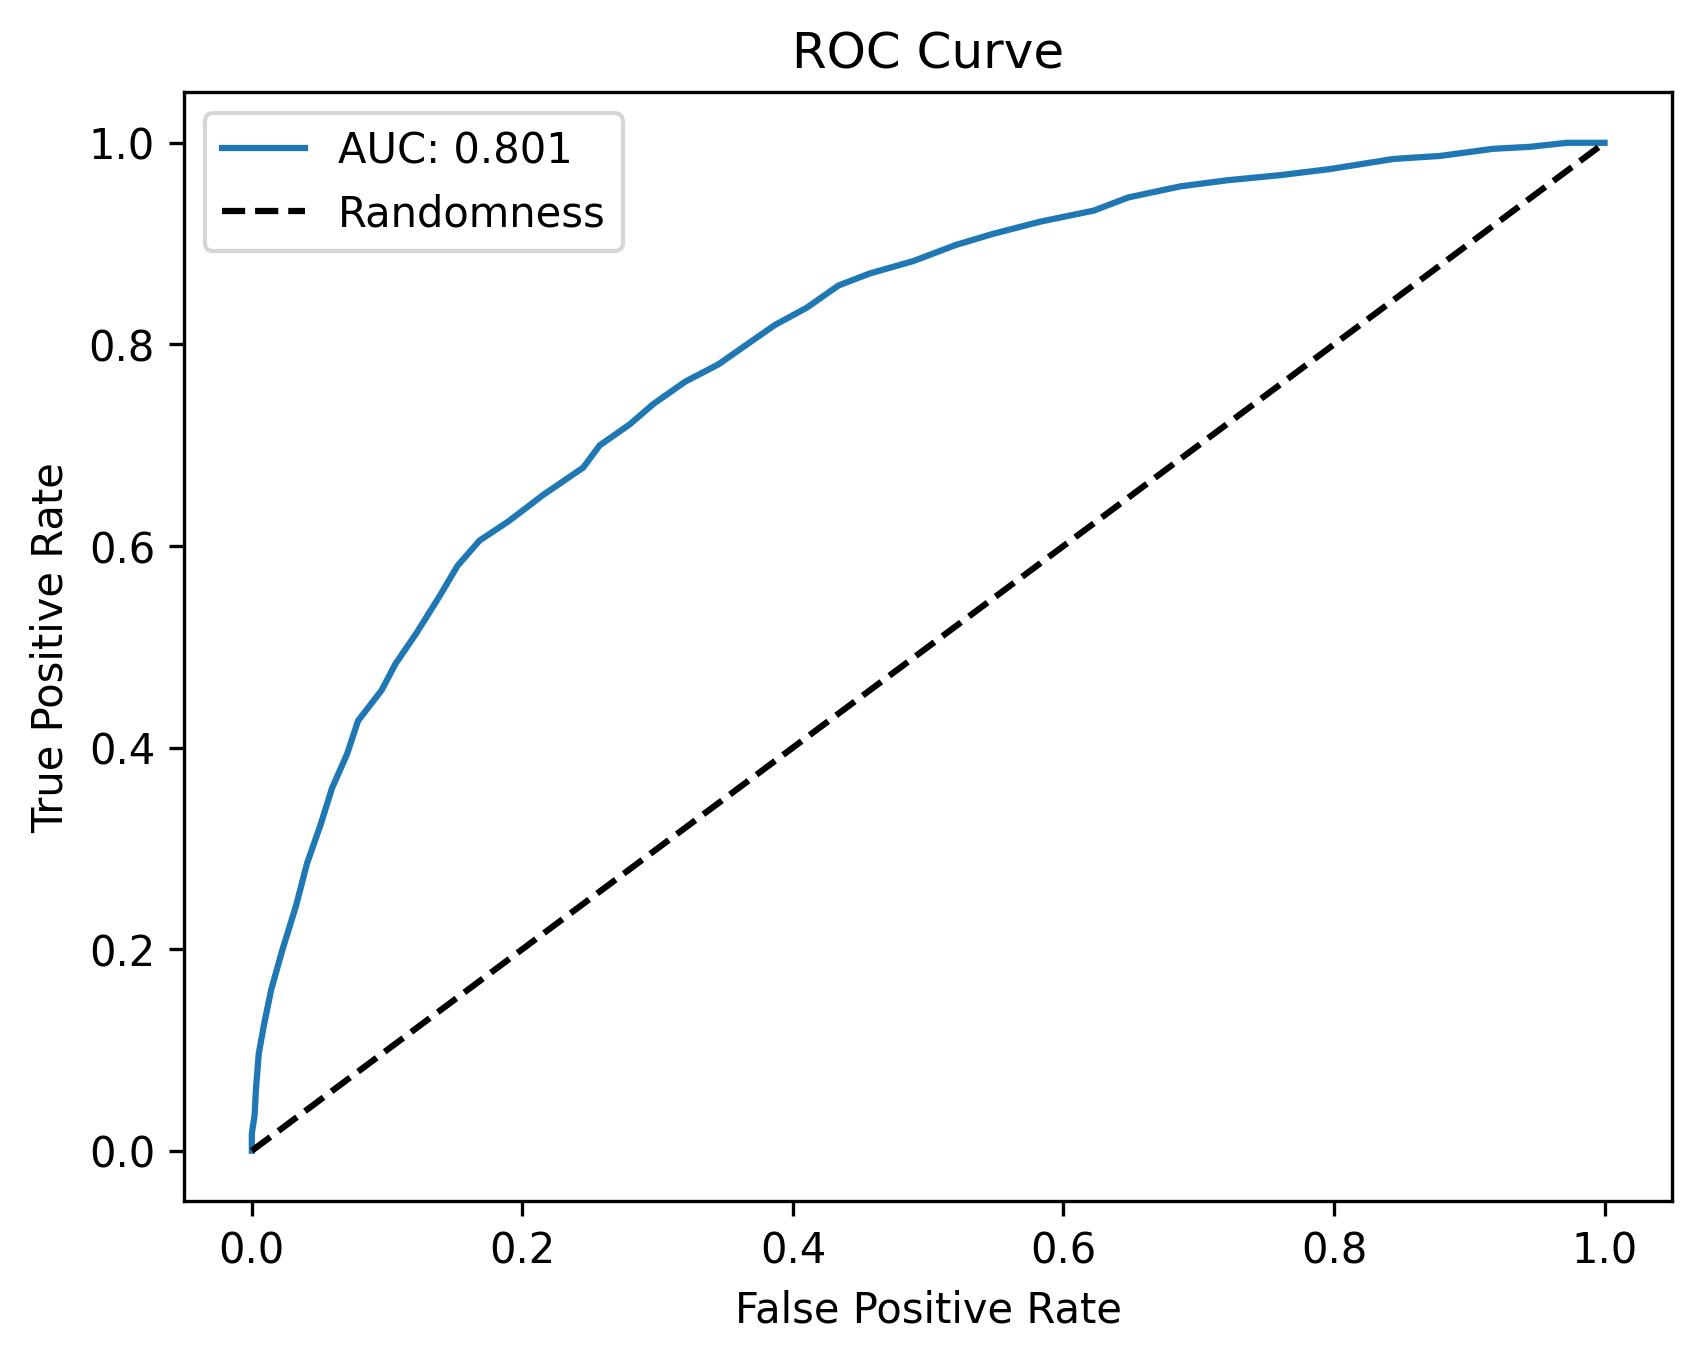 ROC Curve
AUC: 0.801
Randomness
True Positive Rate
1.0
0.8
0.6
0.4
0.2
0.0
0.0 0.2 0.4 0.6 0.8 1.0
False Positive Rate